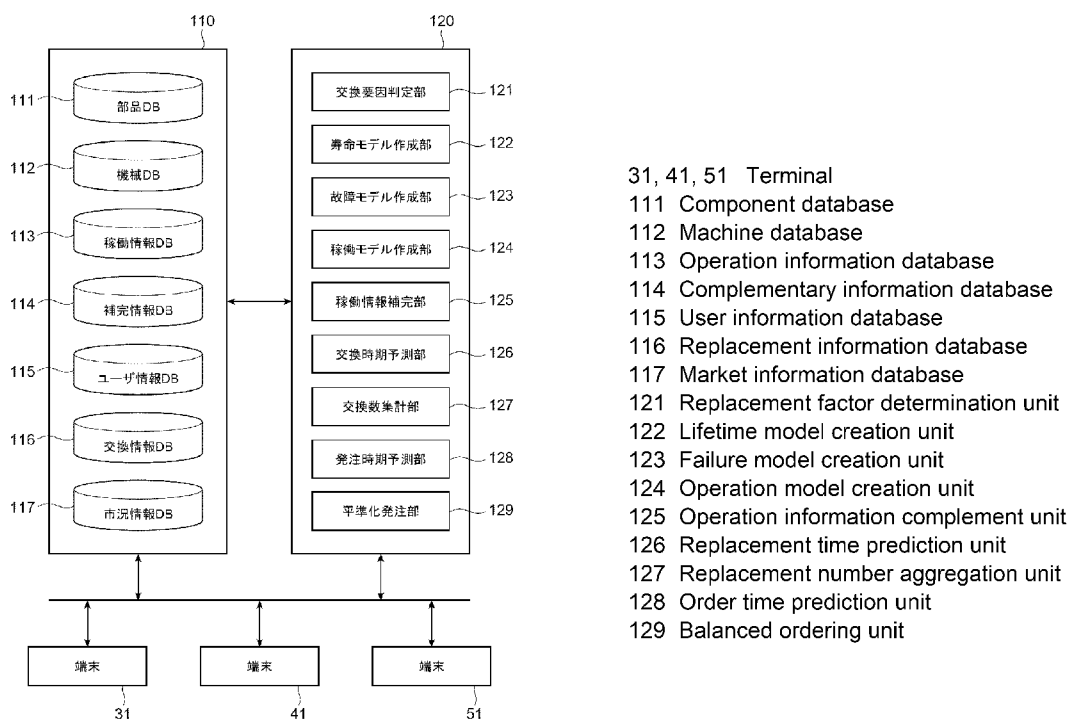 110
120
111
部品DB
112
機械DB
113
稼働情報DB
114
補完情報DB
115
ユーザ情報DB
116
交換情報DB
117
市況情報DB
交換要因判定部
121
寿命モデル作成部
122
故障モデル作成部
123
稼働モデル作成部
124
稼働情報補完部
125
交換時期予測部
126
交換数集計部
127
発注時期予測部
128
平準化発注部
129
端末
31
端末
41
端末
51
31, 41, 51 Terminal
111 Component database
112 Machine database
113 Operation information database
114 Complementary information database
115 User information database
116 Replacement information database
117 Market information database
121 Replacement factor determination unit
122 Lifetime model creation unit
123 Failure model creation unit
124 Operation model creation unit
125 Operation information complement unit
126 Replacement time prediction unit
127 Replacement number aggregation unit
128 Order time prediction unit
129 Balanced ordering unit